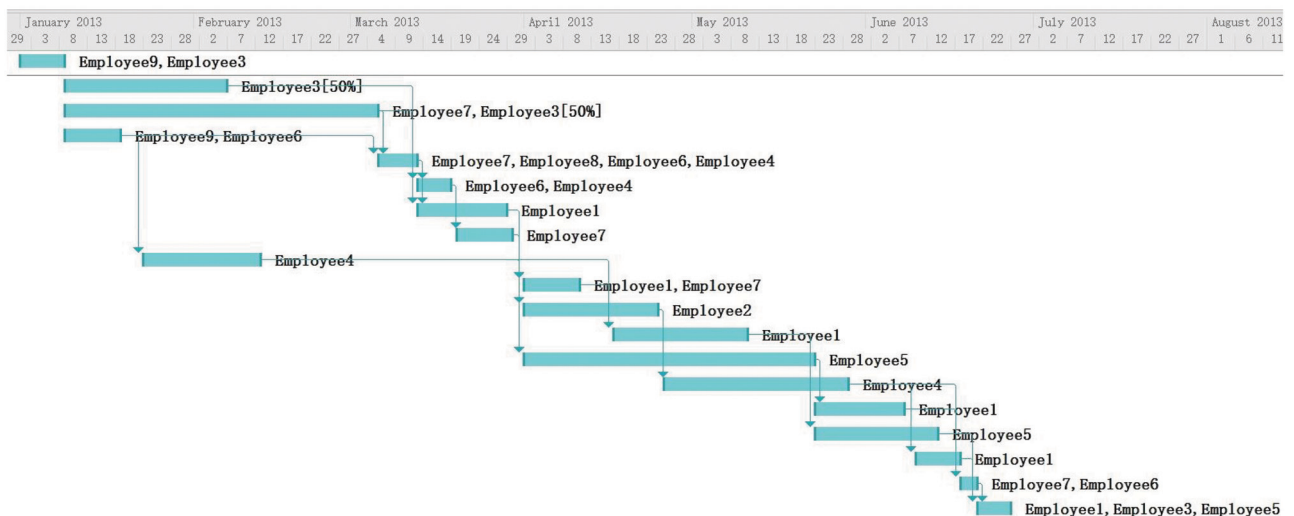 January 2013 February 2013 March 2013 April 2013 May 2013 June 2013 July 2013 August 2013
29 3 8 13 18 23 28 2 7 12 17 22 27 4 9 14 19 24 29 3 8 13 18 23 28 3 8 13 18 23 28 2 7 12 17 22 27 2 7 12 17 22 27 1 6 11
Employee9, Employee3
Employee3[50%]
Employee7, Employee3[50%]
Employee9, Employee6
Employee7, Employee8, Employee6, Employee4
Employee6, Employee4
Employee1
Employee7
Employee4
Employee1, Employee7
Employee2
Employee1
Employee5
Employee4
Employee1
Employee5
Employee1
Employee7, Employee6
Employee1, Employee3, Employee5